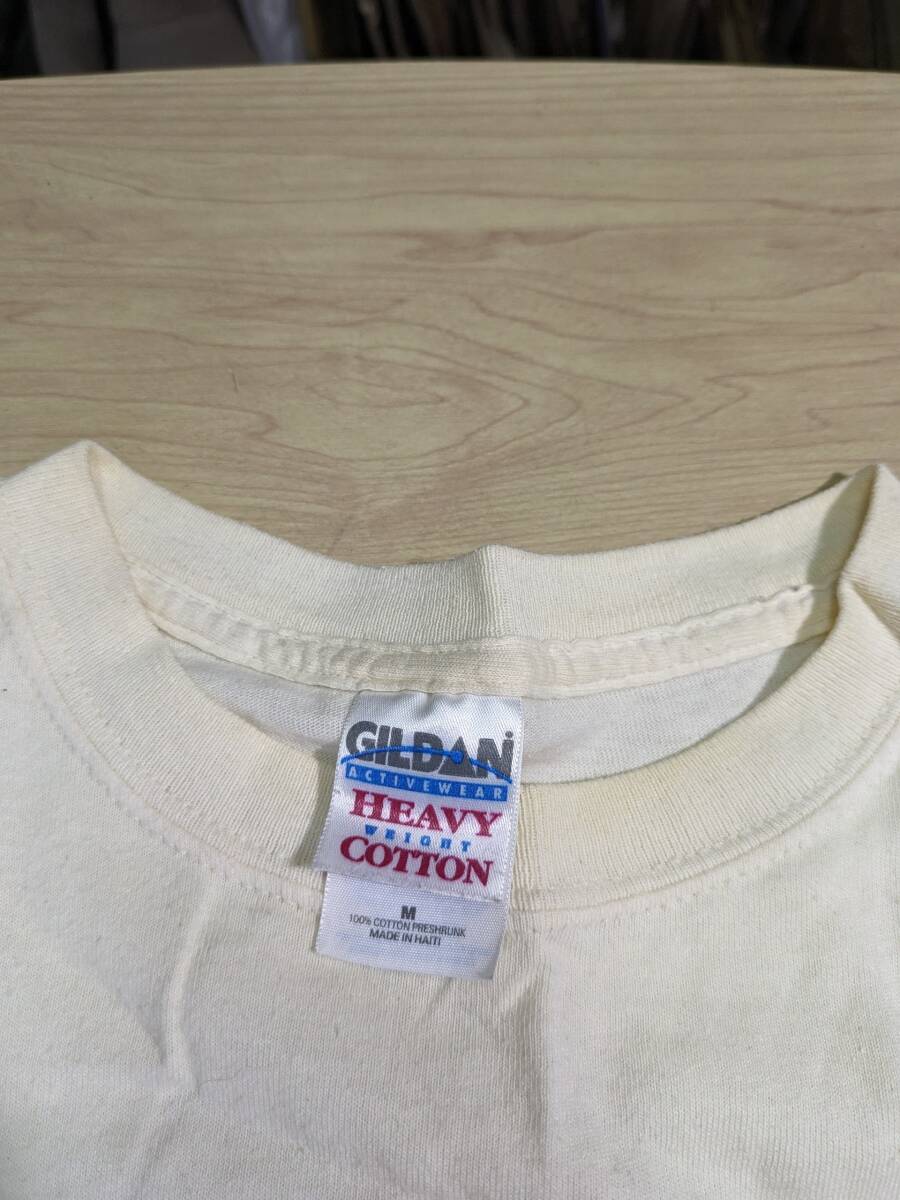 GILDAN
ACTIVEWEAR
HEAVY
WEIGHT
COTTON
M
100% COTTON PRESHRUNK
MADE IN HAITI